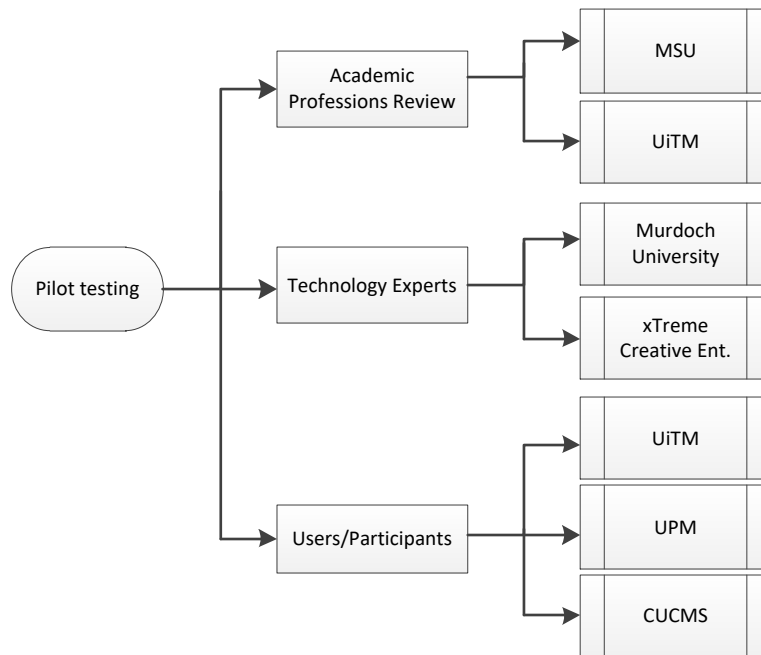 Pilot testing
Academic
Professions Review
MSU
UiTM
Technology Experts
Murdoch
University
xTreme
Creative Ent.
Users/Participants
UiTM
UPM
CUCMS